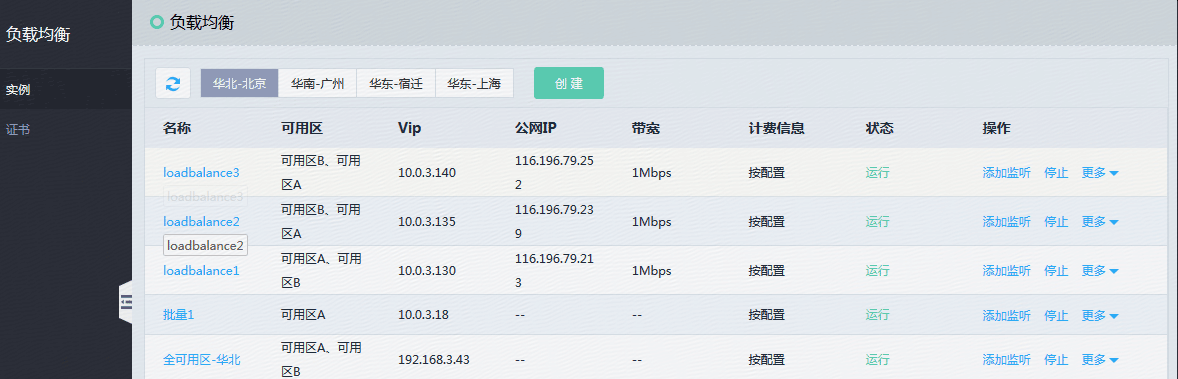 负载均衡
实例
证书
负载均衡
华北-北京 华南-广州 华东-宿迁 华东-上海 创建
名称 可用区 Vip 公网IP 带宽 计费信息 状态 操作
loadbalance3 可用区B、可用区A 10.0.3.140 116.196.79.252 1Mbps 按配置 运行 添加监听 停止 更多
loadbalance3
loadbalance2 可用区B、可用区A 10.0.3.135 116.196.79.239 1Mbps 按配置 运行 添加监听 停止 更多
loadbalance2
loadbalance1 可用区A、可用区B 10.0.3.130 116.196.79.213 1Mbps 按配置 运行 添加监听 停止 更多
批量1 可用区A 10.0.3.18 -- -- 按配置 运行 添加监听 停止 更多
全可用区-华北 可用区A、可用区B 192.168.3.43 -- -- 按配置 运行 添加监听 停止 更多